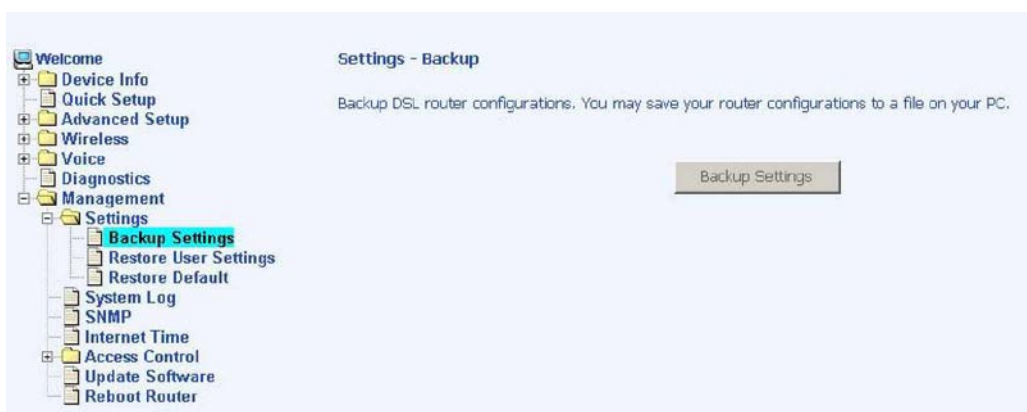 Welcome
Device Info
Quick Setup
Advanced Setup
Wireless
Voice
Diagnostics
Management
Settings
Backup Settings
Restore User Settings
Restore Default
System Log
SNMP
Internet Time
Access Control
Update Software
Reboot Router
Settings - Backup
Backup DSL router configurations. You may save your router configurations to a file on your PC.
Backup Settings